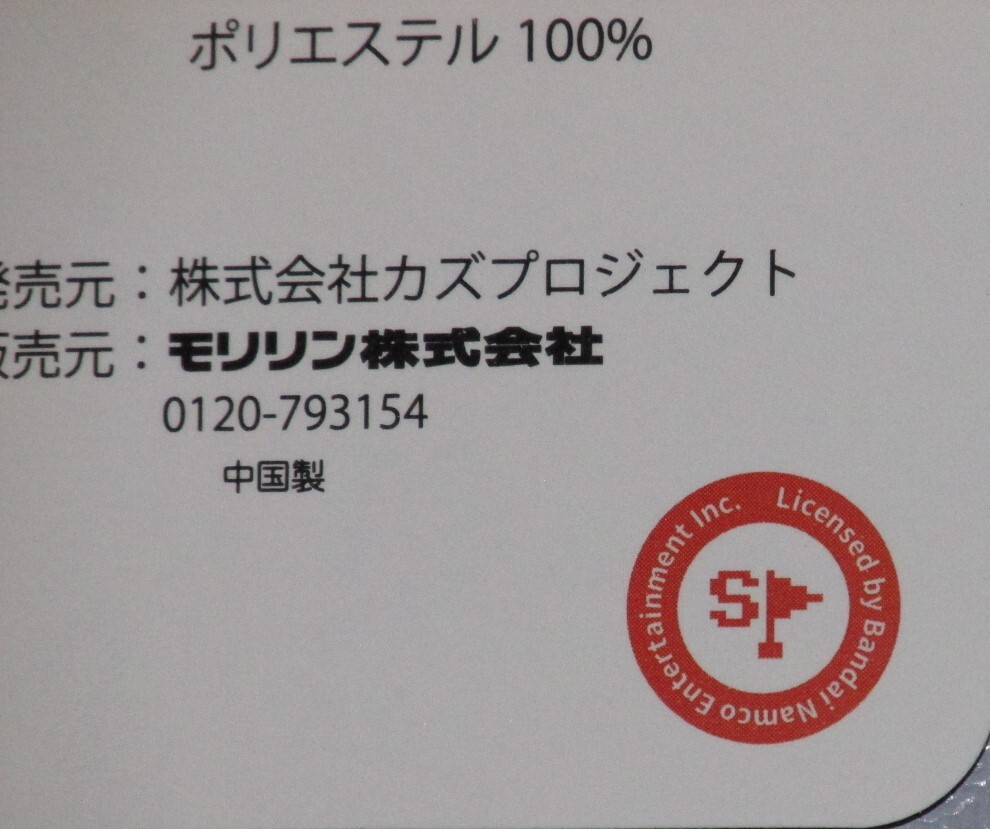 ポリエステル 100%
発売元：株式会社カズプロジェクト
販売元：モリリン株式会社
0120-793154
中国製
Licensed by Bandai Namco Entertainment Inc.
S